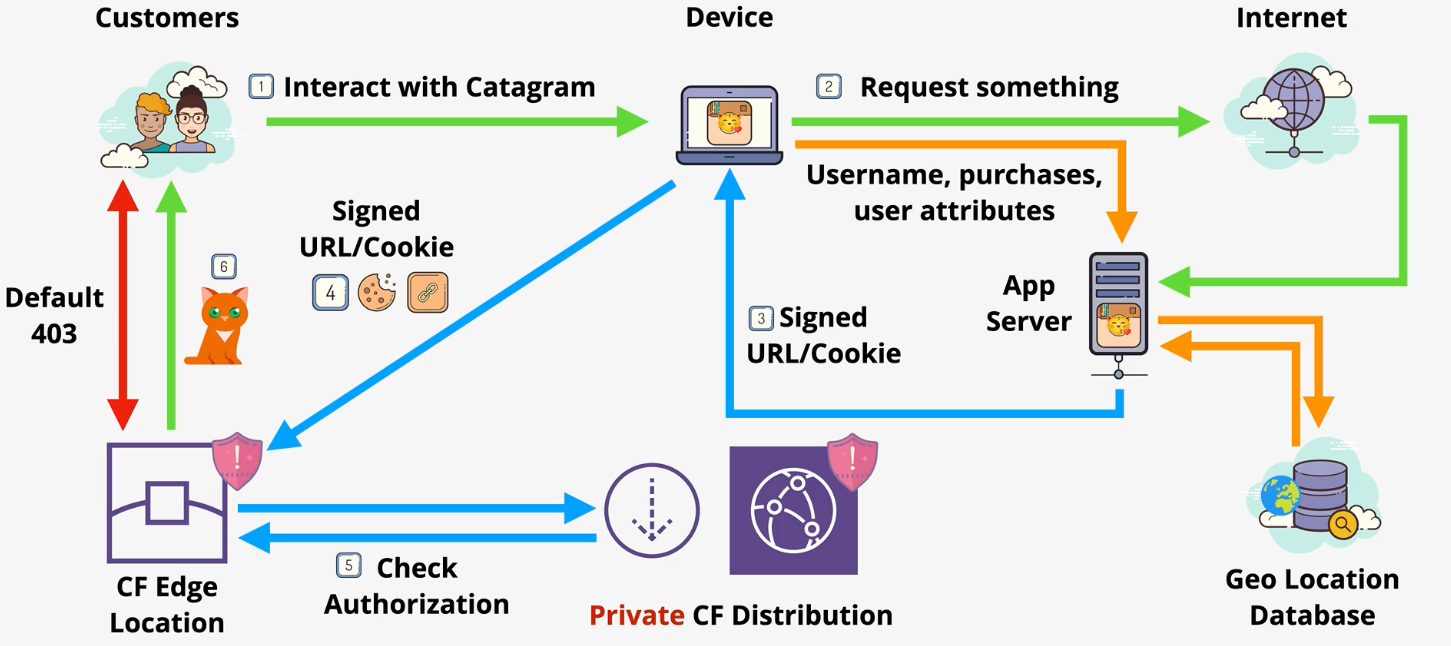 Customers
Device
Internet
1 Interact with Catagram
2 Request something
Username, purchases,
user attributes
Signed
URL/Cookie
4
6
Default
403
App
Server
3 Signed
URL/Cookie
5 Check
Authorization
CF Edge
Location
Private CF Distribution
Geo Location
Database